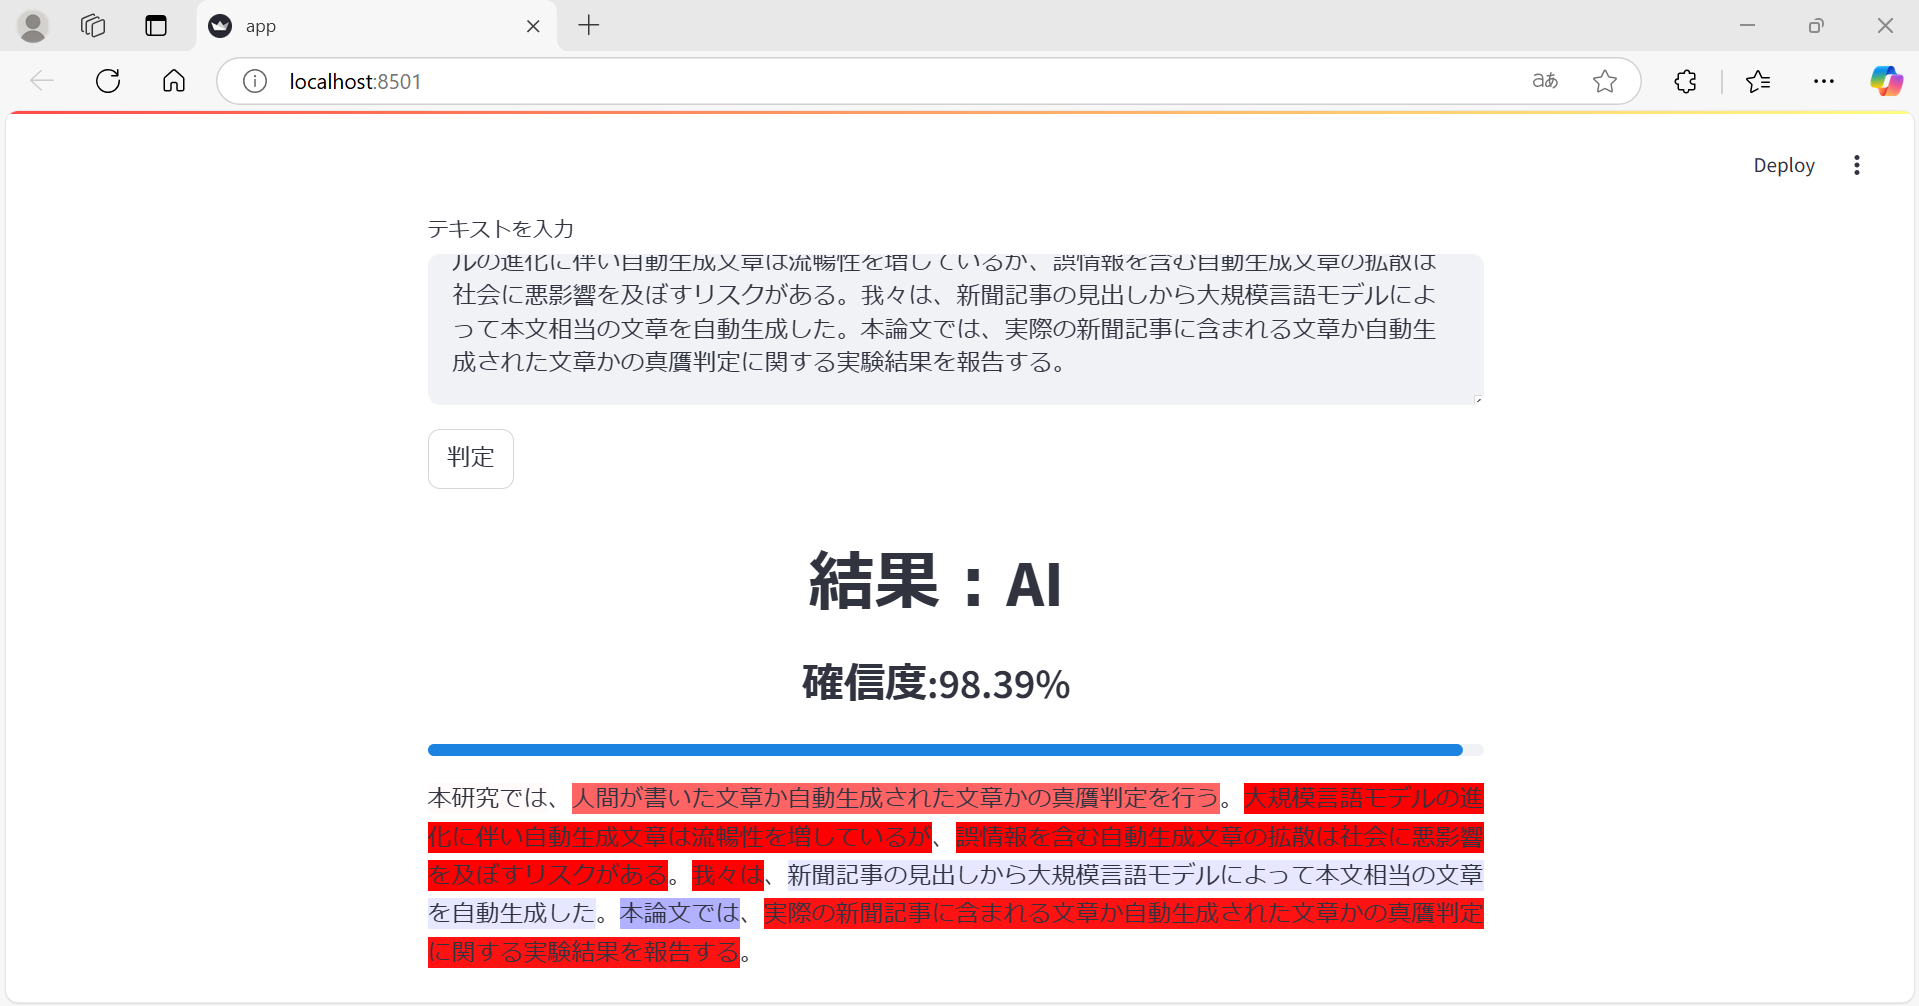 app
localhost:8501
aあ
Deploy
テキストを入力
ルの進化に伴い自動生成文章は流暢性を増しているが、誤情報を含む自動生成文章の拡散は
社会に悪影響を及ぼすリスクがある。我々は、新聞記事の見出しから大規模言語モデルによ
って本文相当の文章を自動生成した。本論文では、実際の新聞記事に含まれる文章か自動生
成された文章かの真贋判定に関する実験結果を報告する。
判定
結果：AI
確信度:98.39%
本研究では、人間が書いた文章か自動生成された文章かの真贋判定を行う。大規模言語モデルの進
化に伴い自動生成文章は流暢性を増しているが、誤情報を含む自動生成文章の拡散は社会に悪影響
を及ぼすリスクがある。我々は、新聞記事の見出しから大規模言語モデルによって本文相当の文章
を自動生成した。本論文では、実際の新聞記事に含まれる文章か自動生成された文章かの真贋判定
に関する実験結果を報告する。